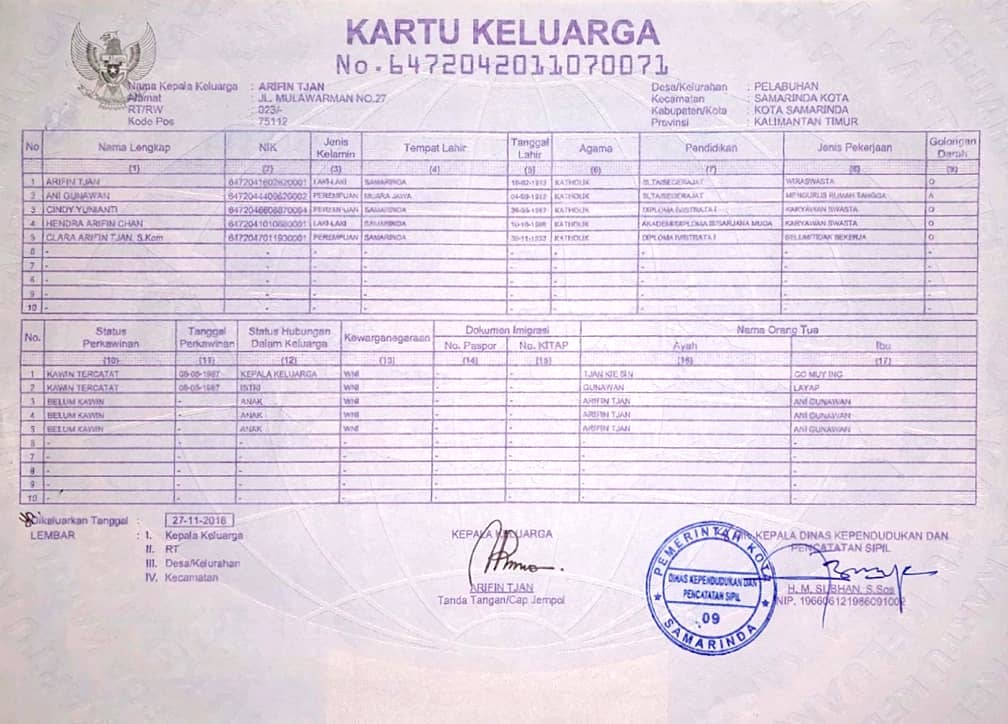 KARTU KELUARGA
No. 6472042011070071
Nama Kepala Keluarga : ARIFIN TJAN
Alamat : JL. MULAWARMAN NO.27
RT/RW : 023/-
Kode Pos : 75112
Desa/Kelurahan : PELABUHAN
Kecamatan : SAMARINDA KOTA
Kabupaten/Kota : KOTA SAMARINDA
Provinsi : KALIMANTAN TIMUR
No Nama Lengkap NIK Jenis Kelamin Tempat Lahir Tanggal Lahir Agama Pendidikan Jenis Pekerjaan Golongan Darah
(1) (2) (3) (4) (5) (6) (7) (8) (9)
1 ARIFIN TJAN LAKI-LAKI SAMARINDA KATHOLIK SLTA/SEDERAJAT WIRASWASTA O
2 ANI GUNAWAN PEREMPUAN MUARA JAWA KATHOLIK SLTA/SEDERAJAT MENGURUS RUMAH TANGGA A
3 CINDY YUNIANTI PEREMPUAN SAMARINDA KATHOLIK DIPLOMA IV/STRATA I KARYAWAN SWASTA O
4 HENDRA ARIFIN CHAN LAKI-LAKI SAMARINDA KATHOLIK AKADEMI/DIPLOMA III/SARJANA MUDA KARYAWAN SWASTA O
5 CLARA ARIFIN TJAN, S.Kom PEREMPUAN SAMARINDA KATHOLIK DIPLOMA IV/STRATA I BELUM/TIDAK BEKERJA O
6 - - - - - - - - -
7 - - - - - - - - -
8 - - - - - - - - -
9 - - - - - - - - -
10 - - - - - - - - -
No. Status Perkawinan Tanggal Perkawinan Status Hubungan Dalam Keluarga Kewarganegaraan Dokumen Imigrasi Nama Orang Tua
No. Paspor No. KITAP Ayah Ibu
(10) (11) (12) (13) (14) (15) (16) (17)
1 KAWIN TERCATAT KEPALA KELUARGA WNI - - TJAN KIE SIN GO MUY ING
2 KAWIN TERCATAT ISTRI WNI - - GUNAWAN LAYAP
3 BELUM KAWIN - ANAK WNI - - ARIFIN TJAN ANI GUNAWAN
4 BELUM KAWIN - ANAK WNI - - ARIFIN TJAN ANI GUNAWAN
5 BELUM KAWIN - ANAK WNI - - ARIFIN TJAN ANI GUNAWAN
6 - - - - - - - -
7 - - - - - - - -
8 - - - - - - - -
9 - - - - - - - -
10 - - - - - - - -
Dikeluarkan Tanggal : 27-11-2018
LEMBAR : I. Kepala Keluarga
II. RT
III. Desa/Kelurahan
IV. Kecamatan
KEPALA KELUARGA
ARIFIN TJAN
Tanda Tangan/Cap Jempol
KEPALA DINAS KEPENDUDUKAN DAN
PENCATATAN SIPIL
H. M. SUBHAN, S.Sos
NIP. 196606121986091002
PEMERINTAH KOTA
DINAS KEPENDUDUKAN DAN
PENCATATAN SIPIL
09
SAMARINDA